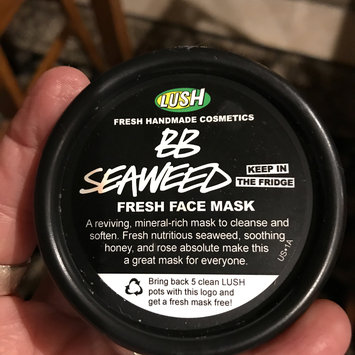 LUSH
FRESH HANDMADE COSMETICS
BB
SEAWEED
KEEP IN
THE FRIDGE
FRESH FACE MASK
A reviving, mineral-rich mask to cleanse and
soften. Fresh nutritious seaweed, soothing
honey, and rose absolute make this
a great mask for everyone.
US•1A
Bring back 5 clean LUSH
pots with this logo and
get a fresh mask free!